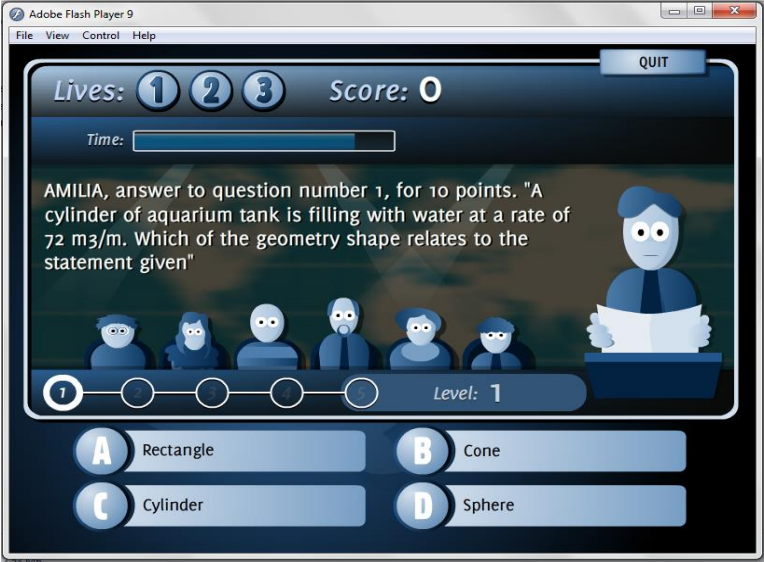 Adobe Flash Player 9
File View Control Help
QUIT
Lives: 1 2 3 Score: 0
Time:
AMILIA, answer to question number 1, for 10 points. "A
cylinder of aquarium tank is filling with water at a rate of
72 m3/m. Which of the geometry shape relates to the
statement given"
1 2 3 4 5 Level: 1
A Rectangle
B Cone
C Cylinder
D Sphere